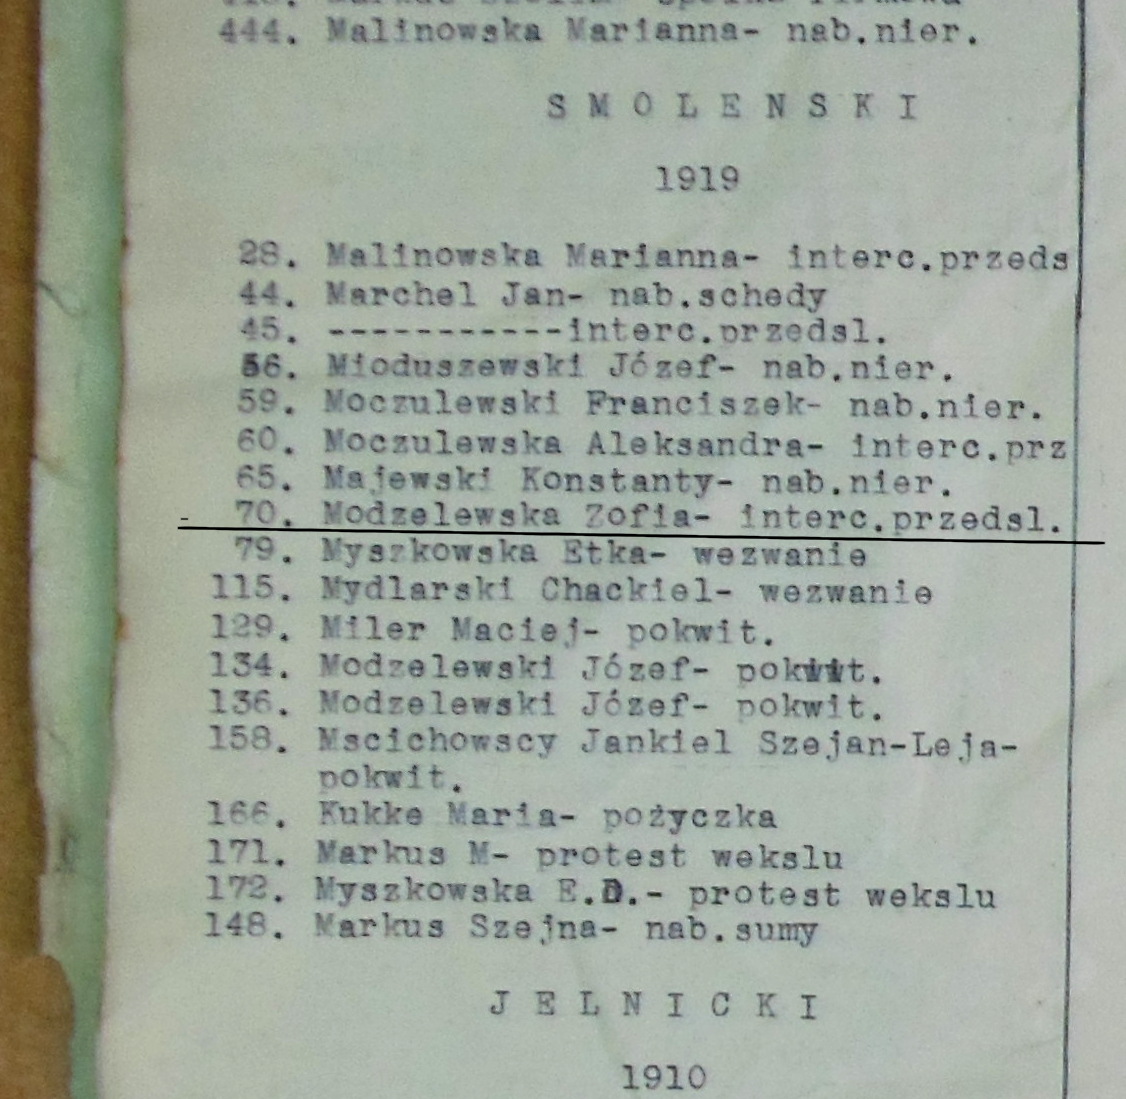 444. Malinowska Marianna- nab.nier.
S M O L E N S K I
1919
28. Malinowska Marianna- interc.przeds
44. Marchel Jan- nab.schedy
45. -----------interc.przedsl.
56. Mioduszewski Józef- nab.nier.
59. Moczulewski Franciszek- nab.nier.
60. Moczulewska Aleksandra- interc.prz
65. Majewski Konstanty- nab.nier.
- 70. Modzelewska Zofia- interc.przedsl.
79. Myszkowska Etka- wezwanie
115. Mydlarski Chackiel- wezwanie
129. Miler Maciej- pokwit.
134. Modzelewski Józef- pokwit.
136. Modzelewski Józef- pokwit.
158. Mscichowscy Jankiel Szejan-Leja-
pokwit.
166. Kukke Maria- pożyczka
171. Markus M- protest wekslu
172. Myszkowska E.D.- protest wekslu
148. Markus Szejna- nab.sumy
J E L N I C K I
1910